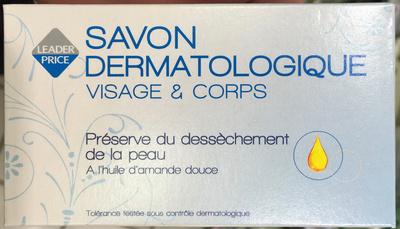 LEADER
PRICE
SAVON
DERMATOLOGIQUE
VISAGE & CORPS
Préserve du dessèchement
de la peau
A l'huile d'amande douce
Tolérance testée sous contrôle dermatologique